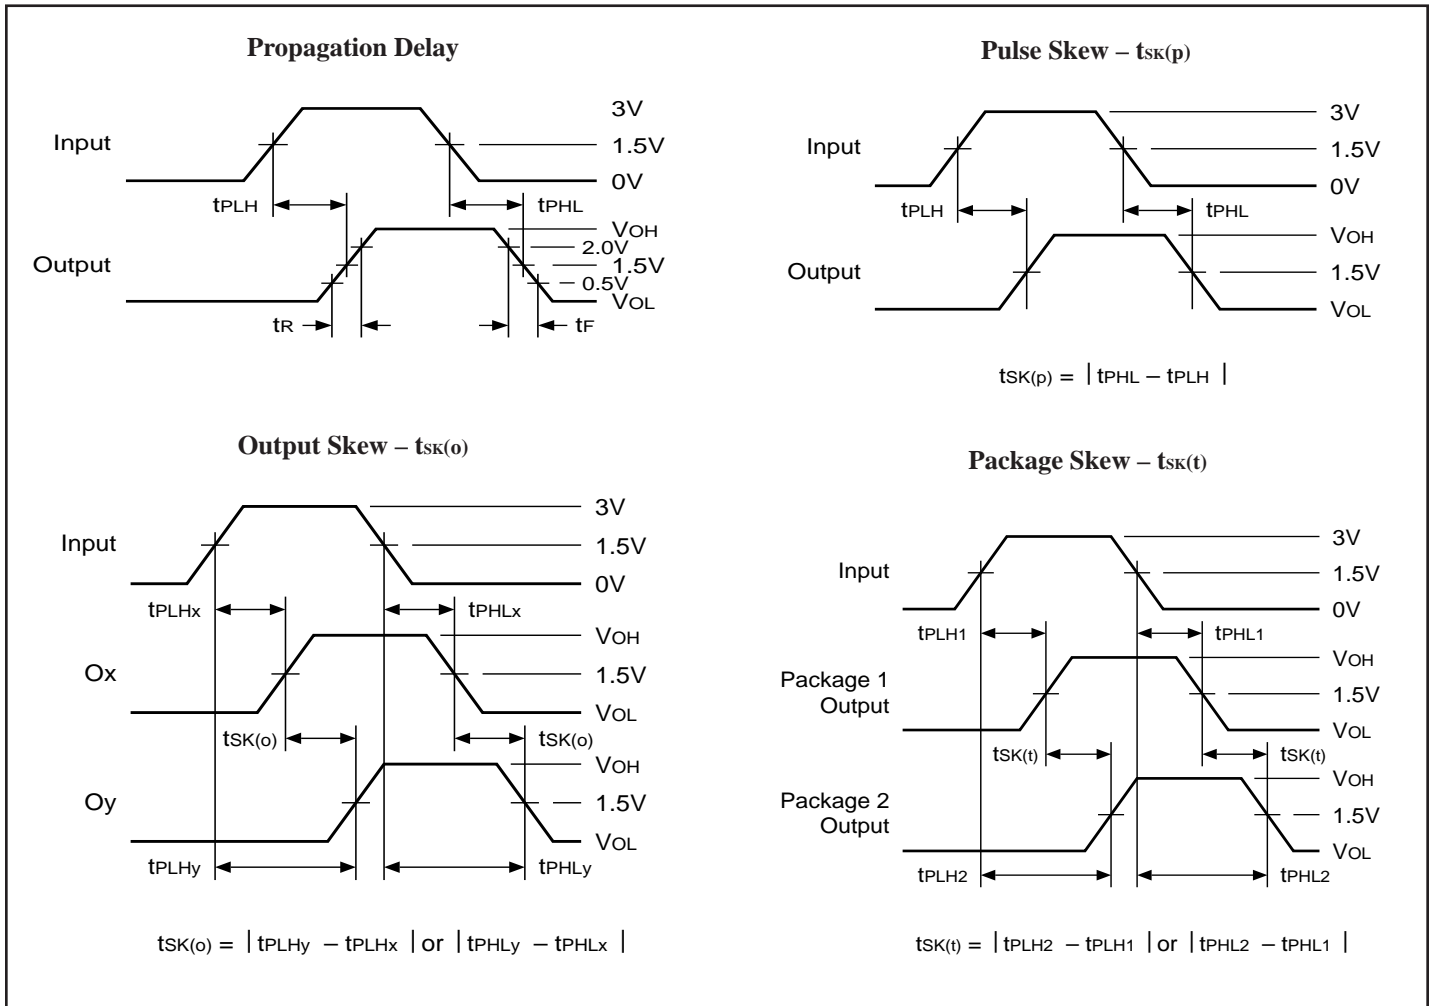 Propagation Delay
3V
Input
1.5V
0V
tPLH
tPHL
VOH
2.0V
Output
1.5V
0.5V
VOL
tR
tF
Pulse Skew – tSK(p)
3V
Input
1.5V
0V
tPLH
tPHL
VOH
Output
1.5V
VOL
tSK(p) = | tPHL – tPLH |
Output Skew – tSK(o)
3V
Input
1.5V
0V
tPLHx
tPHLx
VOH
Ox
1.5V
VOL
tSK(o)
tSK(o)
VOH
Oy
1.5V
VOL
tPLHy
tPHLy
tSK(o) = | tPLHy – tPLHx | or | tPHLy – tPHLx |
Package Skew – tSK(t)
3V
Input
1.5V
0V
tPLH1
tPHL1
VOH
Package 1
Output
1.5V
VOL
tSK(t)
tSK(t)
VOH
Package 2
Output
1.5V
VOL
tPLH2
tPHL2
tSK(t) = | tPLH2 – tPLH1 | or | tPHL2 – tPHL1 |